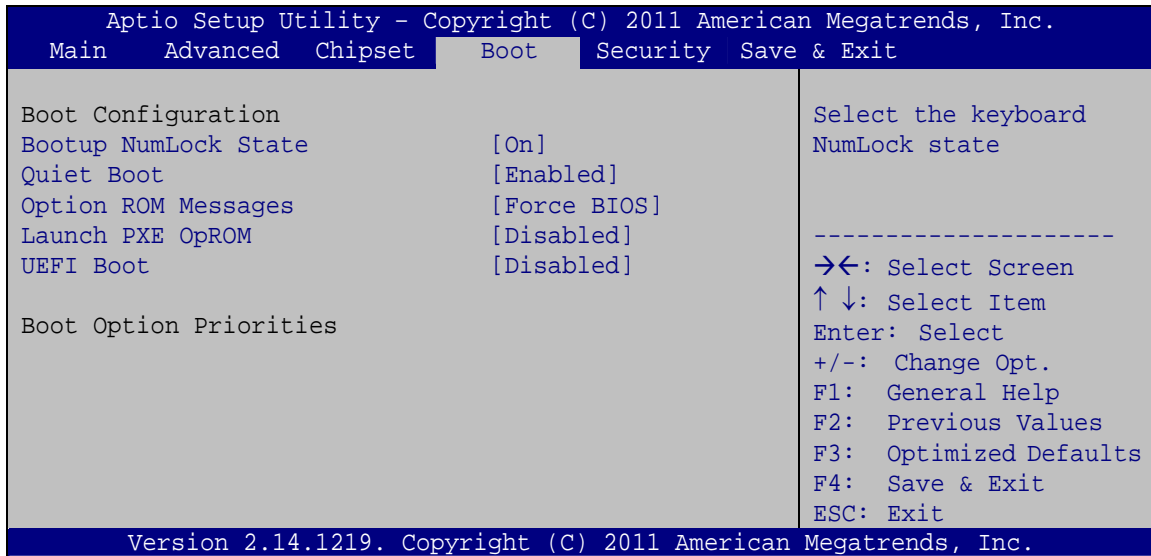 Aptio Setup Utility – Copyright (C) 2011 American Megatrends, Inc.
Main Advanced Chipset Boot Security Save & Exit
Boot Configuration
Bootup NumLock State [On]
Quiet Boot [Enabled]
Option ROM Messages [Force BIOS]
Launch PXE OpROM [Disabled]
UEFI Boot [Disabled]
Boot Option Priorities
Select the keyboard
NumLock state
---------------------
→←: Select Screen
↑ ↓: Select Item
Enter: Select
+/-: Change Opt.
F1: General Help
F2: Previous Values
F3: Optimized Defaults
F4: Save & Exit
ESC: Exit
Version 2.14.1219. Copyright (C) 2011 American Megatrends, Inc.